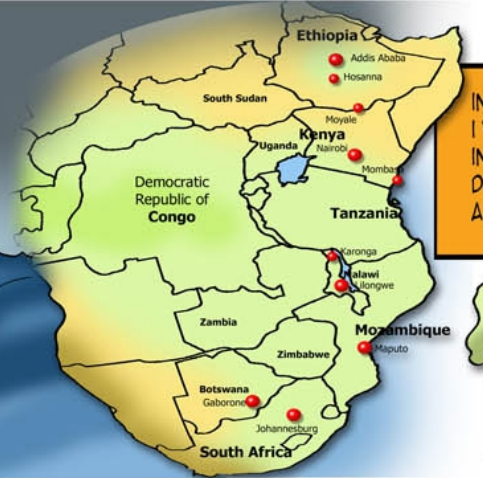 Ethiopia
Addis Ababa
Hosanna
South Sudan
Moyale
Kenya
Uganda
Nairobi
Mombas
Democratic
Republic of
Congo
Tanzania
Karonga
Malawi
Lilongwe
Zambia
Mozambique
Maputo
Zimbabwe
Botswana
Gaborone
Johannesburg
South Africa
I